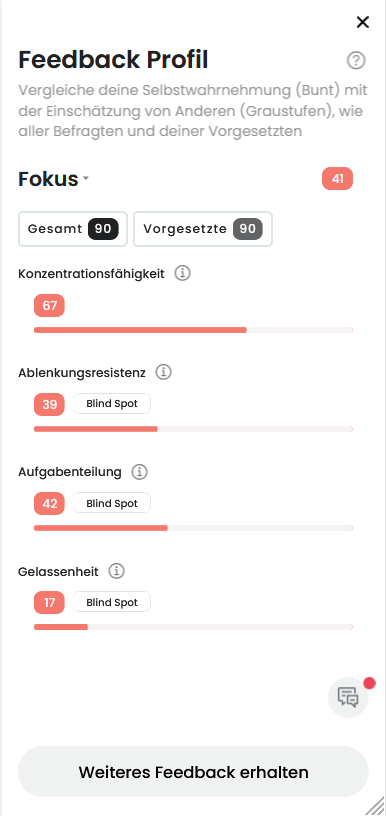 Feedback Profil
Vergleiche deine Selbstwahrnehmung (Bunt) mit
der Einschätzung von Anderen (Graustufen), wie
aller Befragten und deiner Vorgesetzten
Fokus 41
Gesamt 90 Vorgesetzte 90
Konzentrationsfähigkeit
67
Ablenkungsresistenz
39 Blind Spot
Aufgabenteilung
42 Blind Spot
Gelassenheit
17 Blind Spot
Weiteres Feedback erhalten